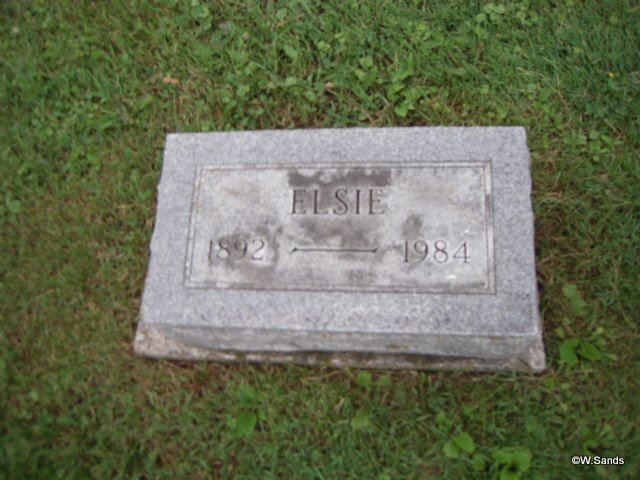 ELSIE
1892 — 1984
©W.Sands